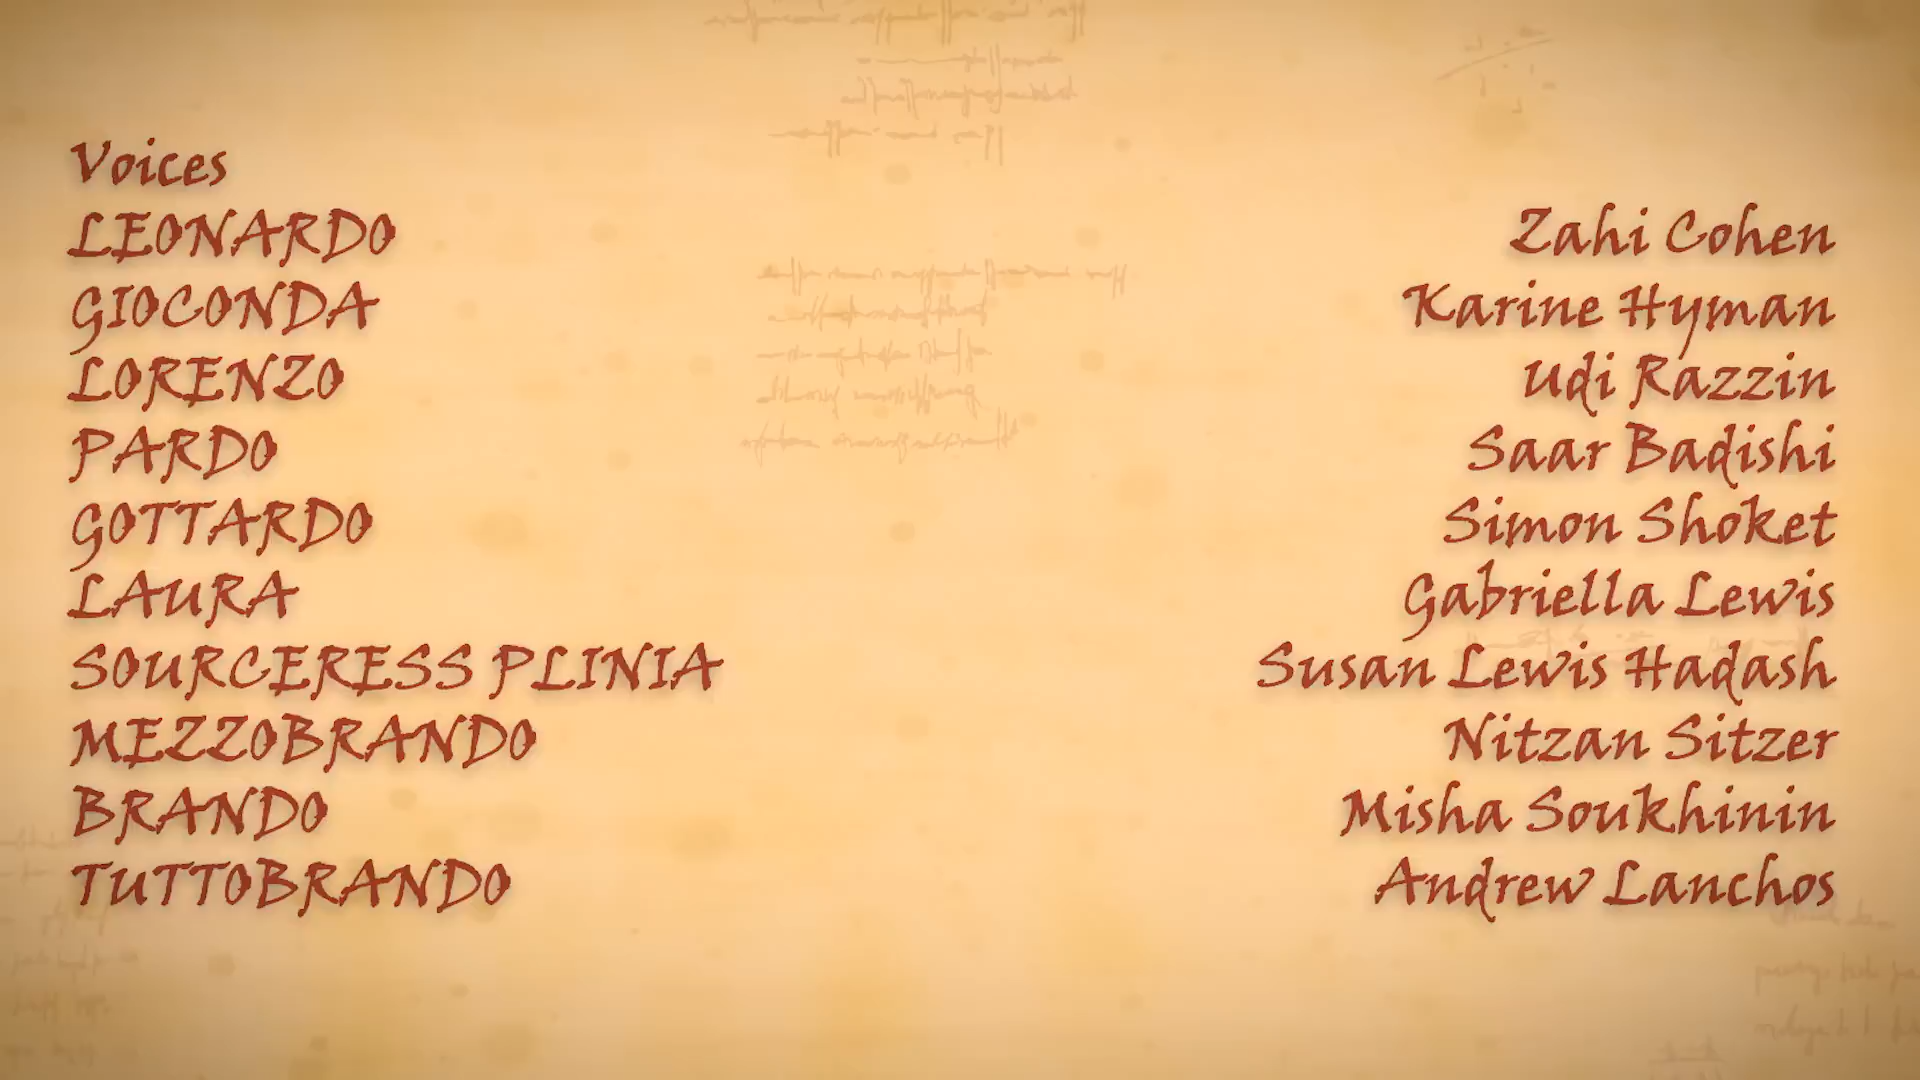 Voices
LEONARDO Zahi Cohen
GIOCONDA Karine Hyman
LORENZO Udi Razzin
PARDO Saar Badishi
GOTTARDO Simon Shoket
LAURA Gabriella Lewis
SOURCERESS PLINIA Susan Lewis Hadash
MEZZOBRANDO Nitzan Sitzer
BRANDO Misha Soukhinin
TUTTOBRANDO Andrew Lanchos